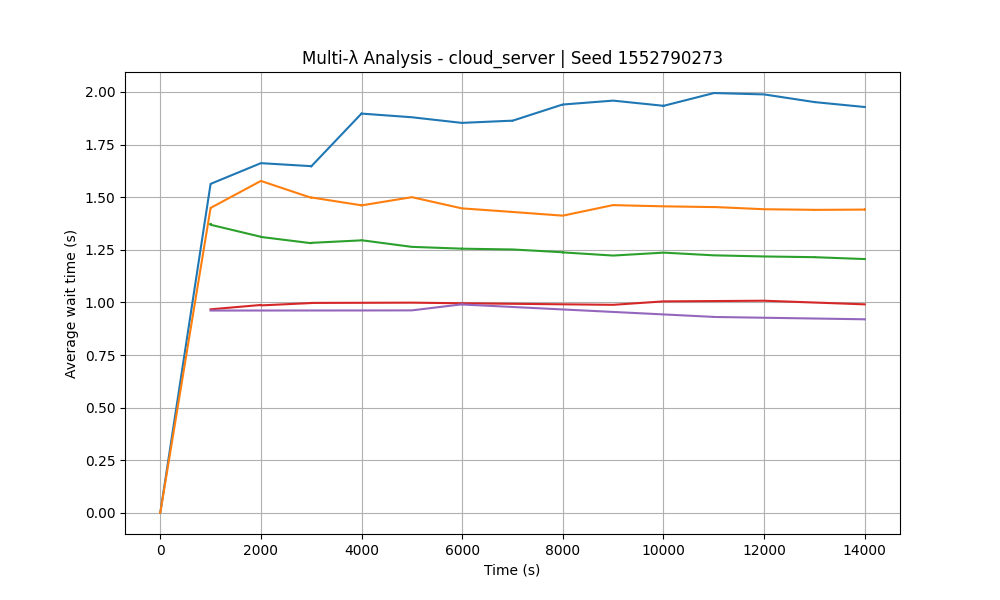 Multi-λ Analysis - cloud_server | Seed 1552790273
2.00
1.75
1.50
1.25
1.00
0.75
0.50
0.25
0.00
Average wait time (s)
0 2000 4000 6000 8000 10000 12000 14000
Time (s)